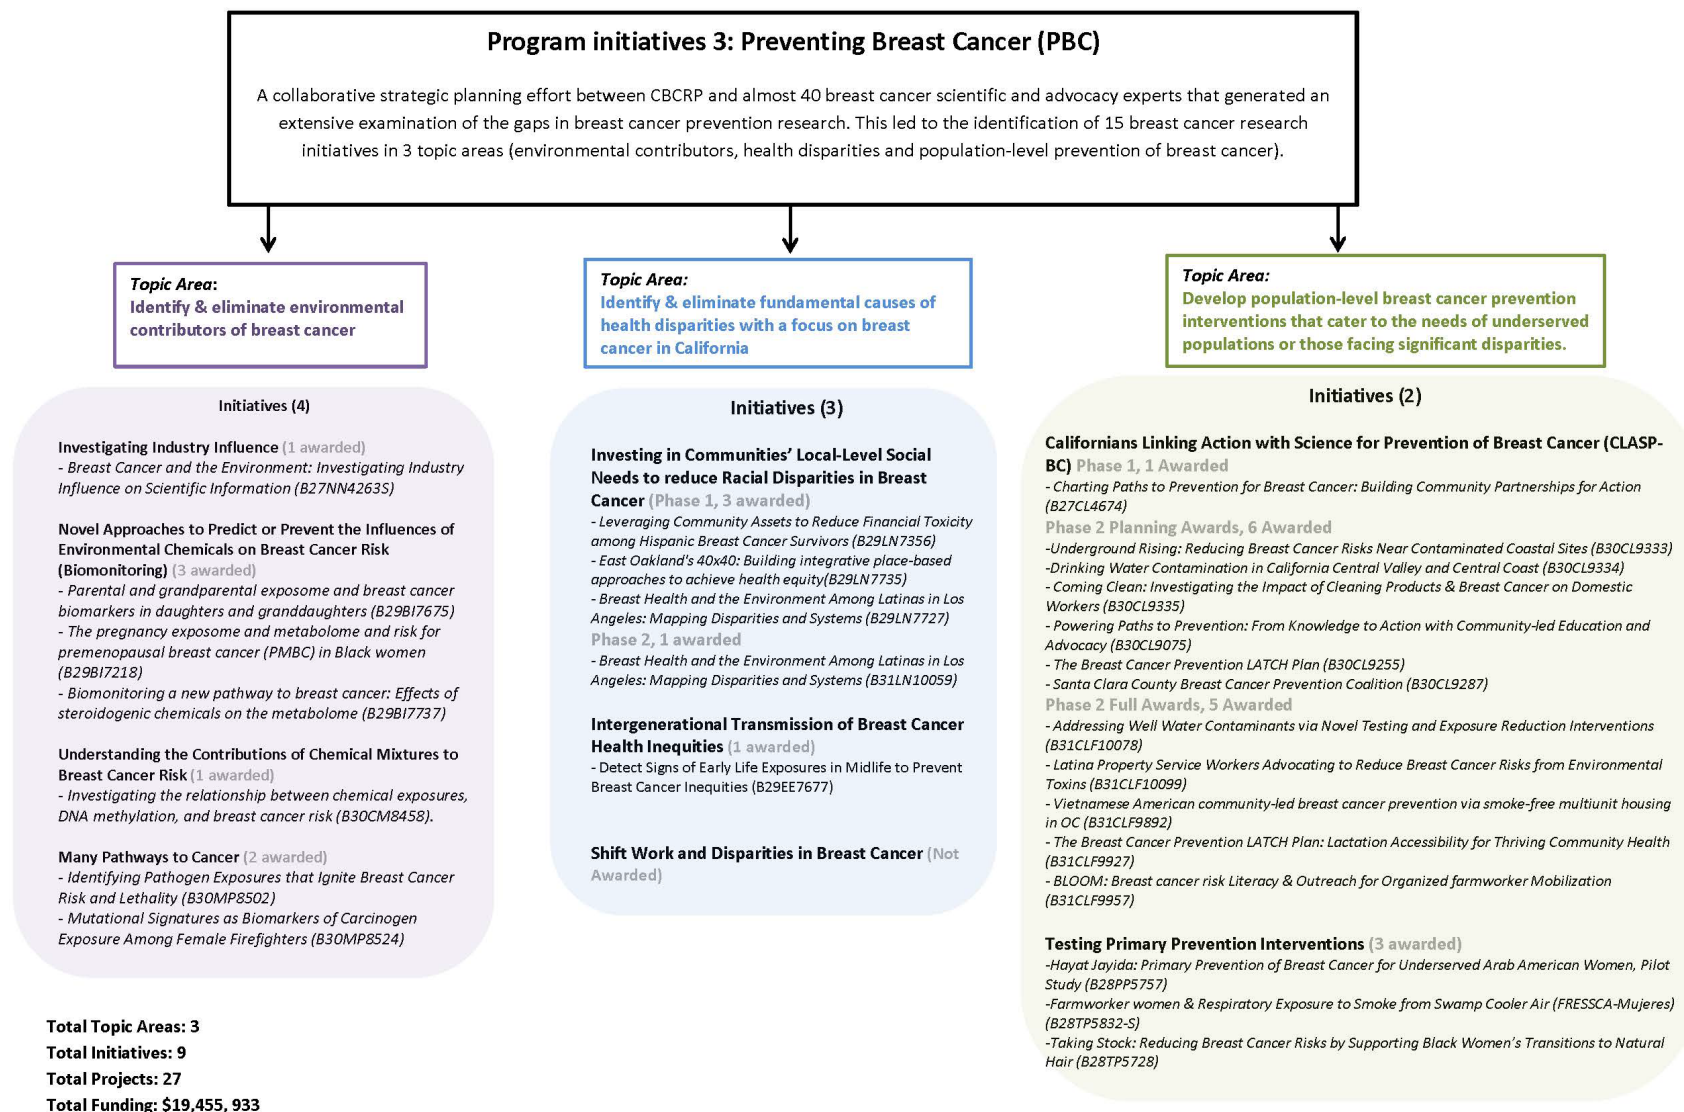 Program initiatives 3: Preventing Breast Cancer (PBC)
A collaborative strategic planning effort between CBCRP and almost 40 breast cancer scientific and advocacy experts that generated an
extensive examination of the gaps in breast cancer prevention research. This led to the identification of 15 breast cancer research
initiatives in 3 topic areas (environmental contributors, health disparities and population-level prevention of breast cancer).
Topic Area:
Identify & eliminate environmental
contributors of breast cancer
Initiatives (4)
Investigating Industry Influence (1 awarded)
- Breast Cancer and the Environment: Investigating Industry
Influence on Scientific Information (B27NN4263S)
Novel Approaches to Predict or Prevent the Influences of
Environmental Chemicals on Breast Cancer Risk
(Biomonitoring) (3 awarded)
- Parental and grandparental exposure and breast cancer
biomarkers in daughters and granddaughters (B29BI7675)
- The pregnancy exposome and metabolome and risk for
premenopausal breast cancer (PMBC) in Black women
(B29BI7218)
- Biomonitoring a new pathway to breast cancer: Effects of
steroidogenic chemicals on the metabolome (B29BI7737)
Understanding the Contributions of Chemical Mixtures to
Breast Cancer Risk (1 awarded)
- Investigating the relationship between chemical exposures,
DNA methylation, and breast cancer risk (B30CM8458).
Many Pathways to Cancer (2 awarded)
- Identifying Pathogen Exposures that Ignite Breast Cancer
Risk and Lethality (B30MP8502)
- Mutational Signatures as Biomarkers of Carcinogen
Exposure Among Female Firefighters (B30MP8524)
Topic Area:
Identify & eliminate fundamental causes of
health disparities with a focus on breast
cancer in California
Initiatives (3)
Investing in Communities' Local-Level Social
Needs to reduce Racial Disparities in Breast
Cancer (Phase 1, 3 awarded)
- Leveraging Community Assets to Reduce Financial Toxicity
among Hispanic Breast Cancer Survivors (B29LN7356)
- East Oakland's 40x40: Building integrative place-based
approaches to achieve health equity(B29LN7735)
- Breast Health and the Environment Among Latinas in Los
Angeles: Mapping Disparities and Systems (B29LN7727)
Phase 2, 1 awarded
- Breast Health and the Environment Among Latinas in Los
Angeles: Mapping Disparities and Systems (B31LN10059)
Intergenerational Transmission of Breast Cancer
Health Inequities (1 awarded)
- Detect Signs of Early Life Exposures in Midlife to Prevent
Breast Cancer Inequities (B29EE7677)
Shift Work and Disparities in Breast Cancer (Not
Awarded)
Topic Area:
Develop population-level breast cancer prevention
interventions that cater to the needs of underserved
populations or those facing significant disparities.
Initiatives (2)
Californians Linking Action with Science for Prevention of Breast Cancer (CLASP-
BC) Phase 1, 1 Awarded
- Charting Paths to Prevention for Breast Cancer: Building Community Partnerships for Action
(B27CL4674)
Phase 2 Planning Awards, 6 Awarded
-Underground Rising: Reducing Breast Cancer Risks Near Contaminated Coastal Sites (B30CL9333)
-Drinking Water Contamination in California Central Valley and Central Coast (B30CL9334)
- Coming Clean: Investigating the Impact of Cleaning Products & Breast Cancer on Domestic
Workers (B30CL9335)
- Powering Paths to Prevention: From Knowledge to Action with Community-led Education and
Advocacy (B30CL9075)
- The Breast Cancer Prevention LATCH Plan (B30CL9255)
- Santa Clara County Breast Cancer Prevention Coalition (B30CL9287)
Phase 2 Full Awards, 5 Awarded
- Addressing Well Water Contaminants via Novel Testing and Exposure Reduction Interventions
(B31CLF10078)
- Latina Property Service Workers Advocating to Reduce Breast Cancer Risks from Environmental
Toxins (B31CLF10099)
- Vietnamese American community-led breast cancer prevention via smoke-free multiunit housing
in OC (B31CLF9892)
- The Breast Cancer Prevention LATCH Plan: Lactation Accessibility for Thriving Community Health
(B31CLF9927)
- BLOOM: Breast cancer risk Literacy & Outreach for Organized farmworker Mobilization
(B31CLF9957)
Testing Primary Prevention Interventions (3 awarded)
-Hayat Jayida: Primary Prevention of Breast Cancer for Underserved Arab American Women, Pilot
Study (B28PP5757)
-Farmworker women & Respiratory Exposure to Smoke from Swamp Cooler Air (FRESSCA-Mujeres)
(B28TP5832-S)
-Taking Stock: Reducing Breast Cancer Risks by Supporting Black Women's Transitions to Natural
Hair (B28TP5728)
Total Topic Areas: 3
Total Initiatives: 9
Total Projects: 27
Total Funding: $19,455, 933